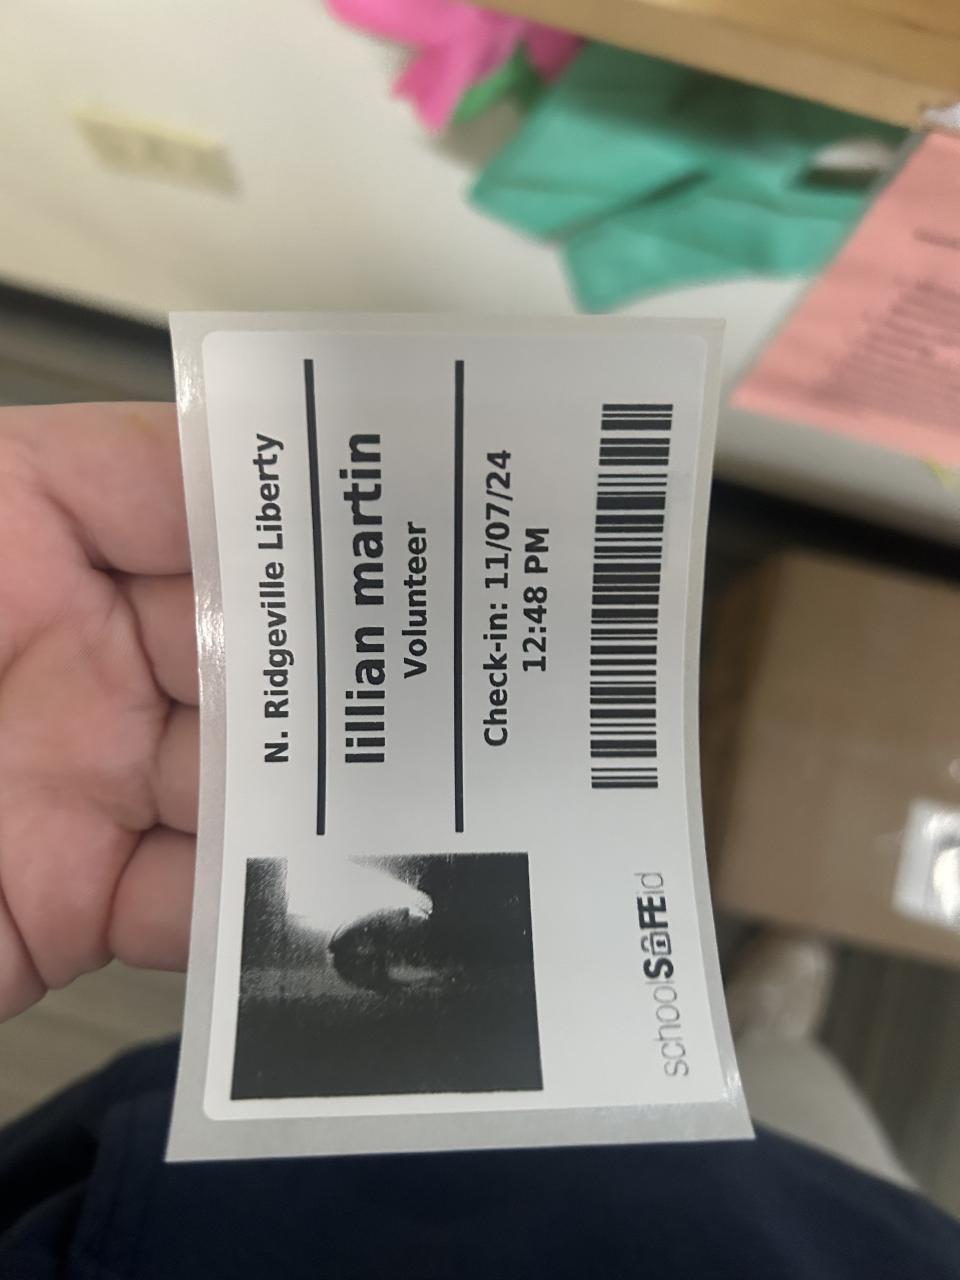 N. Ridgeville Liberty
lillian martin
Volunteer
Check-in: 11/07/24
12:48 PM
schoolSAFEid